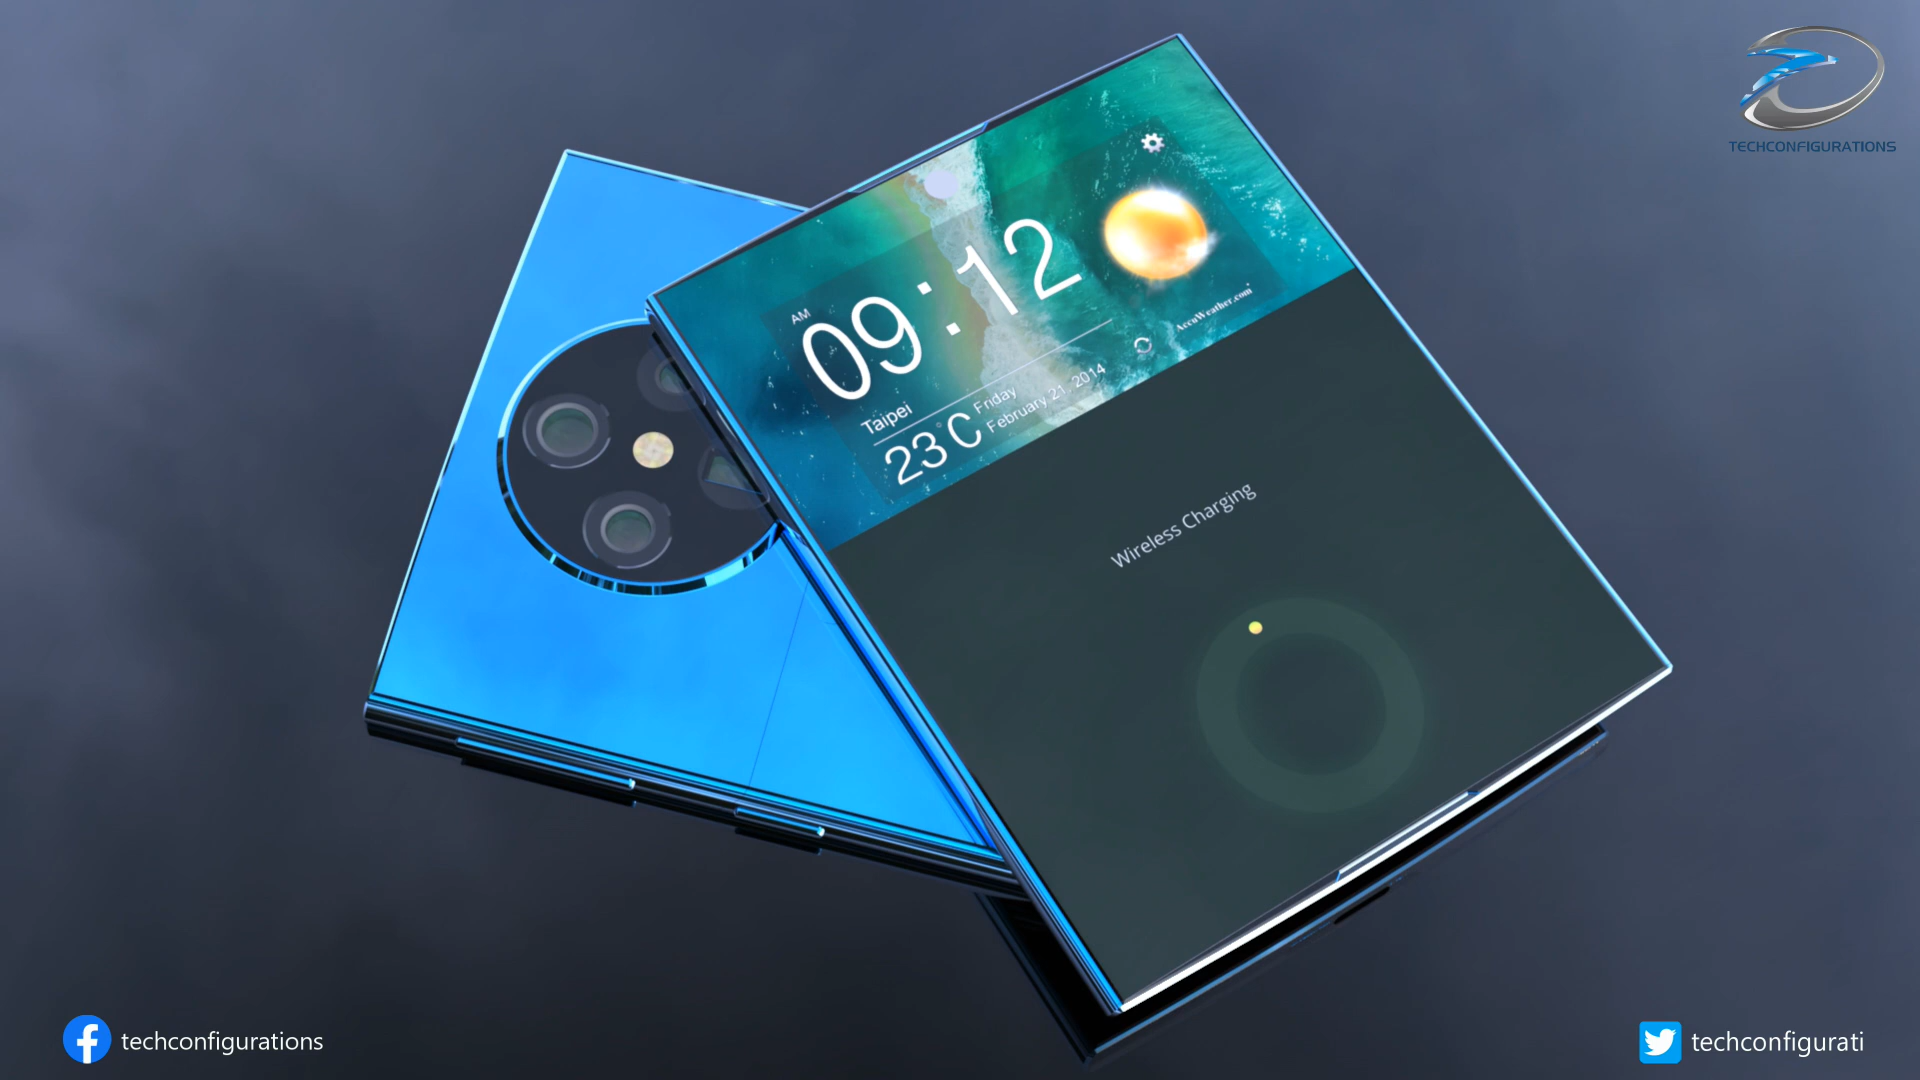 TECHCONFIGURATIONS
AM
09:12
AccuWeather.com
Taipei
23°C
Friday
February 21, 2014
Wireless Charging
techconfigurations
techconfigurati